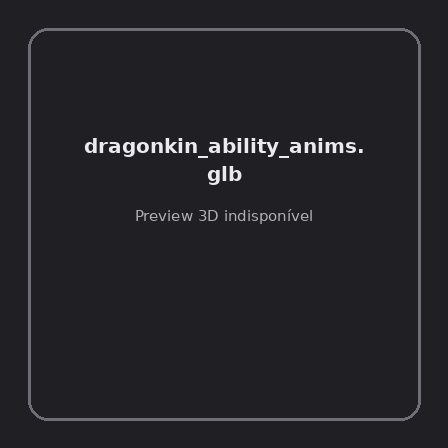 dragonkin_ability_anims.
glb
Preview 3D indisponível